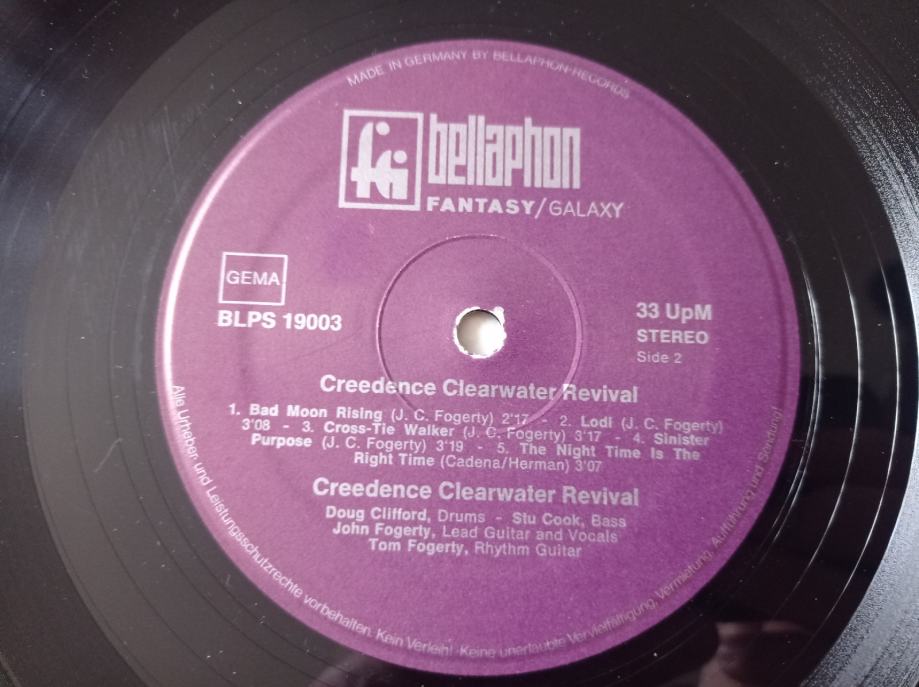 MADE IN GERMANY BY BELLAPHON-RECORDS
bellaphon
FANTASY/GALAXY
GEMA
BLPS 19003
33 UpM
STEREO
Side 2
Creedence Clearwater Revival
1. Bad Moon Rising (J. C. Fogerty) 2'17 - 2. Lodi (J. C. Fogerty)
3'08 - 3. Cross-Tie Walker (J. C. Fogerty) 3'17 - 4. Sinister
Purpose (J. C. Fogerty) 3'19 - 5. The Night Time Is The
Right Time (Cadena/Herman) 3'07
Creedence Clearwater Revival
Doug Clifford, Drums - Stu Cook, Bass
John Fogerty, Lead Guitar and Vocals
Tom Fogerty, Rhythm Guitar
Alle Urheber- und Leistungsschutzrechte vorbehalten. Kein Verleih! Keine unerlaubte Vervielfältigung, Vermietung, Aufführung und Sendung!